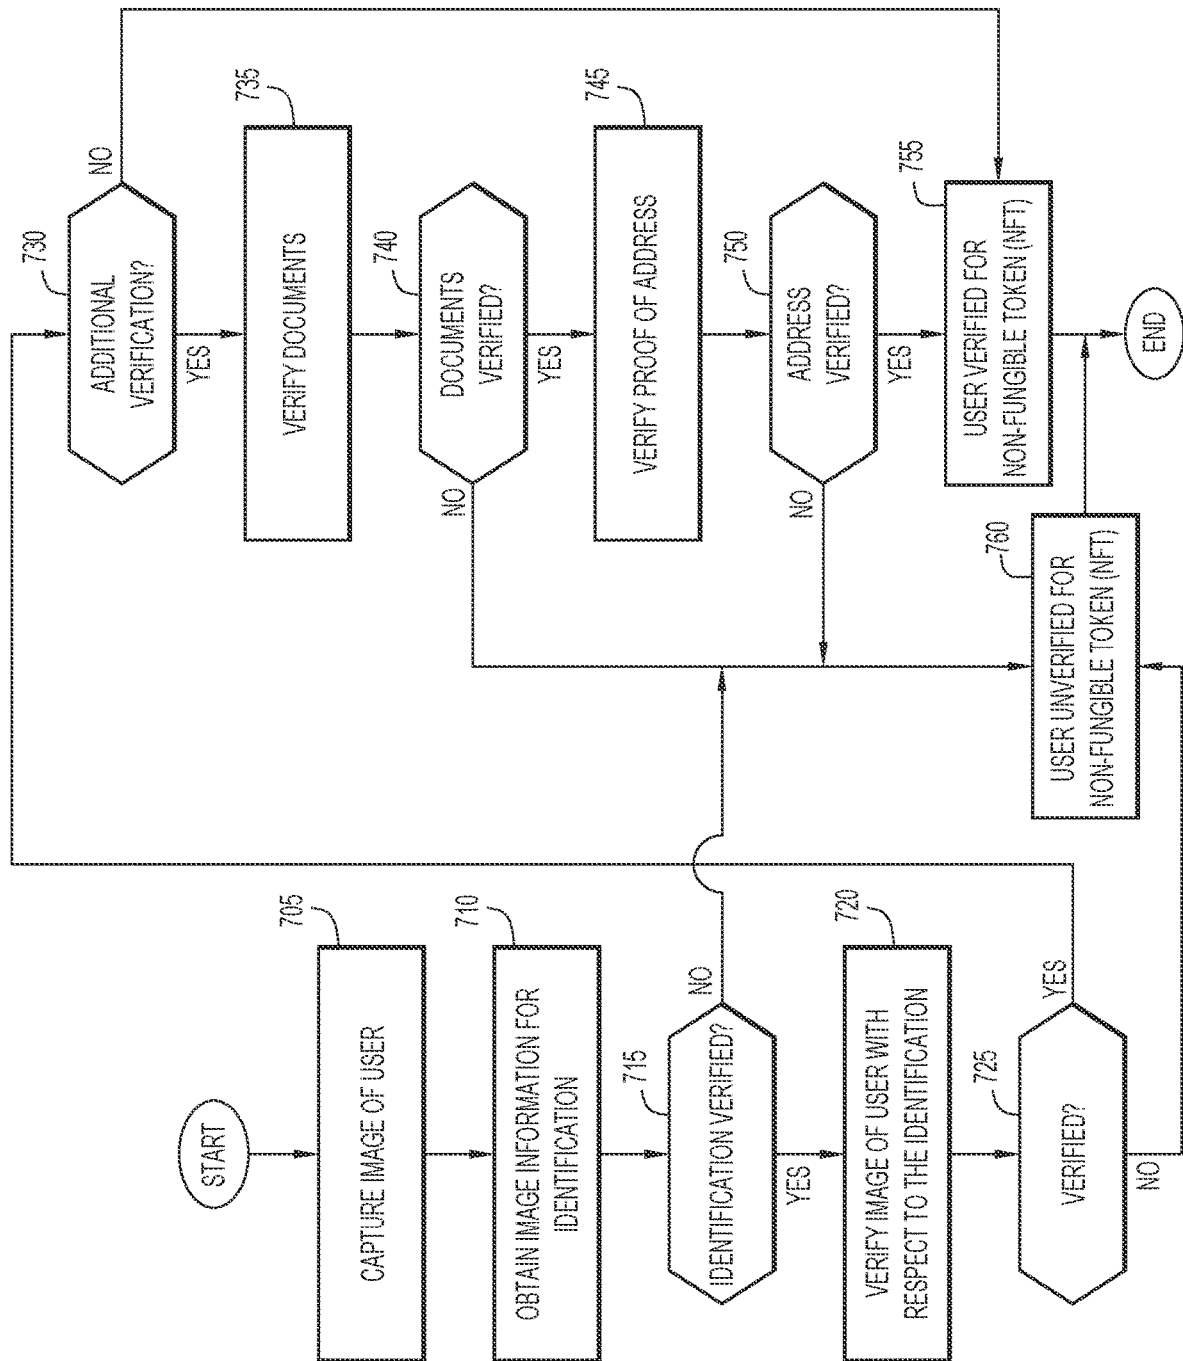 START
705
CAPTURE IMAGE OF USER
710
OBTAIN IMAGE INFORMATION FOR
IDENTIFICATION
715
IDENTIFICATION VERIFIED?
NO
YES
720
VERIFY IMAGE OF USER WITH
RESPECT TO THE IDENTIFICATION
725
VERIFIED?
YES
NO
730
ADDITIONAL
VERIFICATION?
NO
YES
735
VERIFY DOCUMENTS
740
DOCUMENTS
VERIFIED?
NO
YES
745
VERIFY PROOF OF ADDRESS
750
ADDRESS
VERIFIED?
NO
YES
755
USER VERIFIED FOR
NON-FUNGIBLE TOKEN (NFT)
760
USER UNVERIFIED FOR
NON-FUNGIBLE TOKEN (NFT)
END